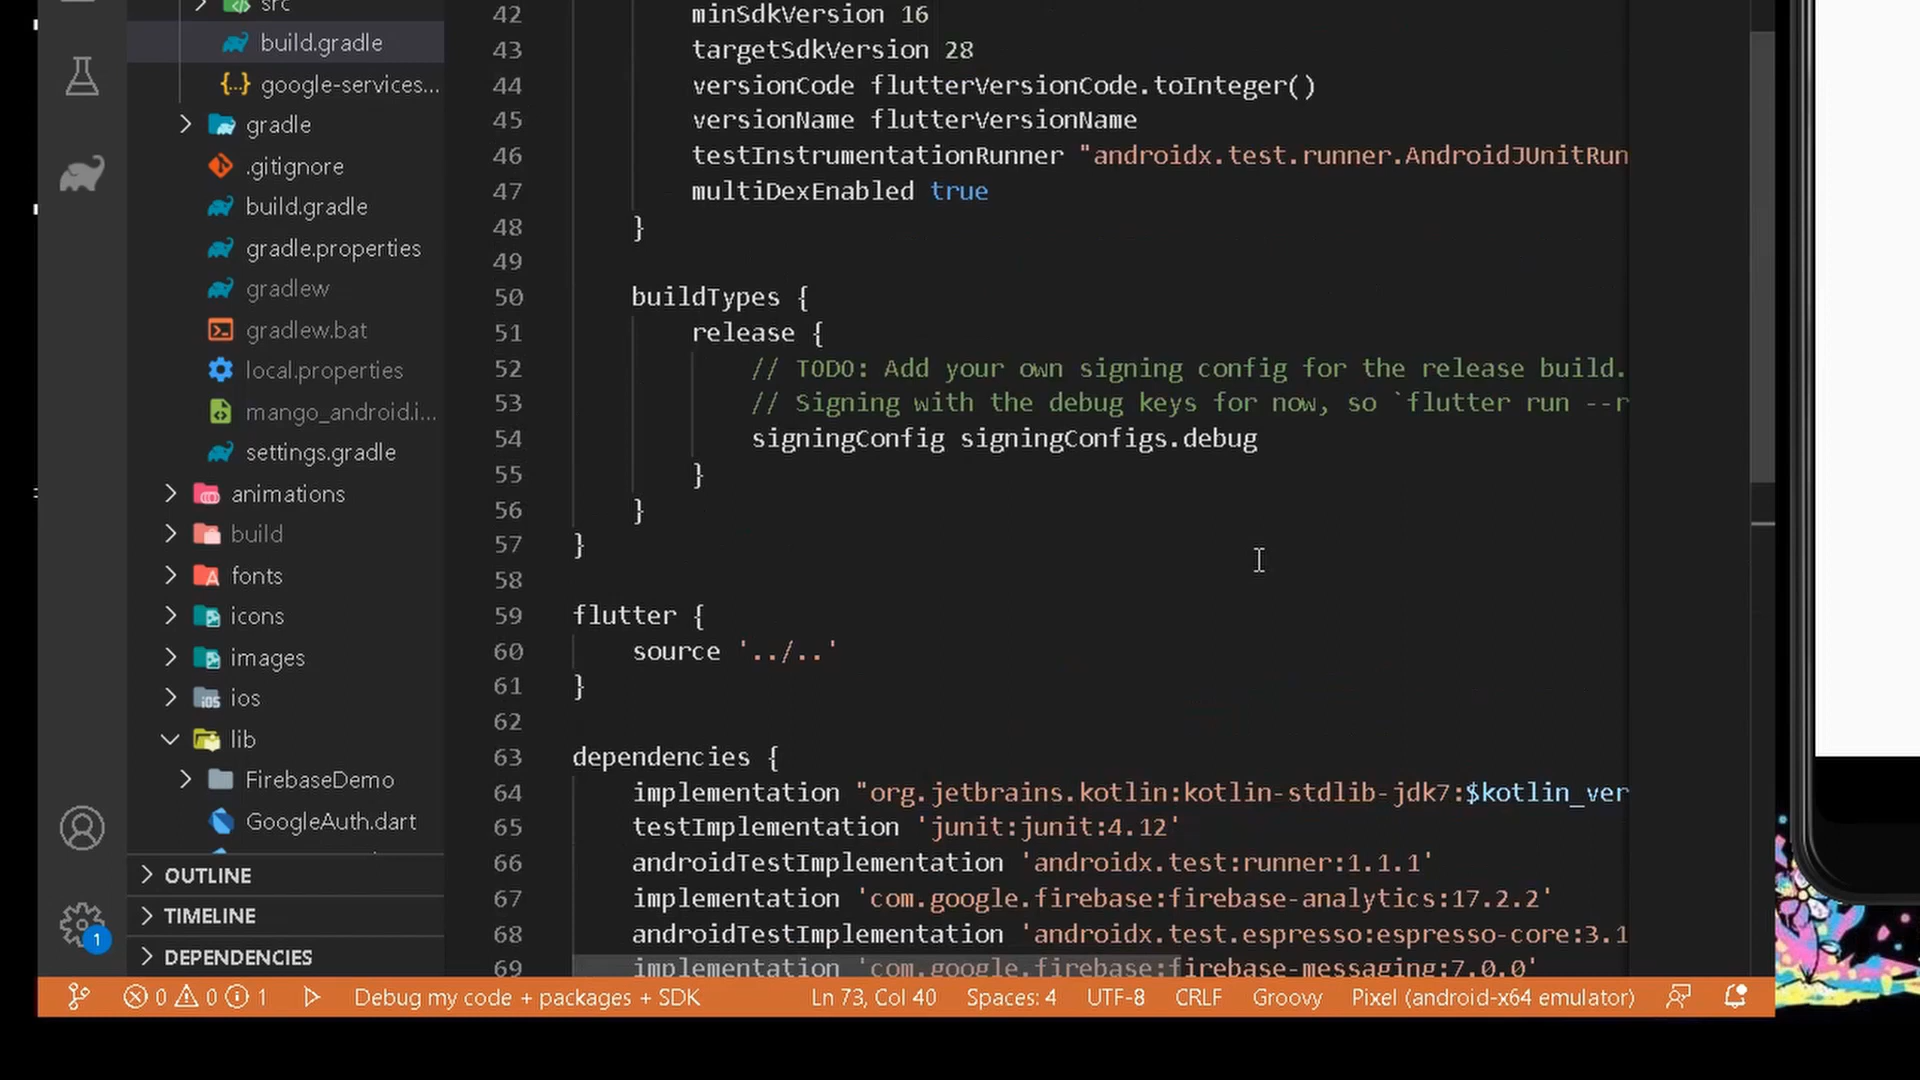 src
build.gradle
google-services...
gradle
.gitignore
build.gradle
gradle.properties
gradlew
gradlew.bat
local.properties
mango_android.i...
settings.gradle
animations
build
fonts
icons
images
ios
lib
FirebaseDemo
GoogleAuth.dart
OUTLINE
TIMELINE
DEPENDENCIES
1
42 minSdkVersion 16
43 targetSdkVersion 28
44 versionCode flutterVersionCode.toInteger()
45 versionName flutterVersionName
46 testInstrumentationRunner "androidx.test.runner.AndroidJUnitRun
47 multiDexEnabled true
48 }
49
50 buildTypes {
51 release {
52 // TODO: Add your own signing config for the release build.
53 // Signing with the debug keys for now, so `flutter run --r
54 signingConfig signingConfigs.debug
55 }
56 }
57 }
58
59 flutter {
60 source '../..'
61 }
62
63 dependencies {
64 implementation "org.jetbrains.kotlin:kotlin-stdlib-jdk7:$kotlin_ver
65 testImplementation 'junit:junit:4.12'
66 androidTestImplementation 'androidx.test:runner:1.1.1'
67 implementation 'com.google.firebase:firebase-analytics:17.2.2'
68 androidTestImplementation 'androidx.test.espresso:espresso-core:3.1
69 implementation 'com.google.firebase:firebase-messaging:7.0.0'
0 0 1 Debug my code + packages + SDK Ln 73, Col 40 Spaces: 4 UTF-8 CRLF Groovy Pixel (android-x64 emulator)